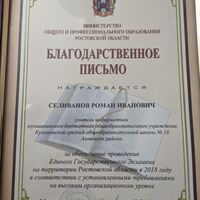 МИНИСТЕРСТВО
ОБЩЕГО И ПРОФЕССИОНАЛЬНОГО ОБРАЗОВАНИЯ
РОСТОВСКОЙ ОБЛАСТИ
БЛАГОДАРСТВЕННОЕ
ПИСЬМО
НАГРАЖДАЕТСЯ
СЕЛИВАНОВ РОМАН ИВАНОВИЧ
учитель информатики
муниципального бюджетного общеобразовательного учреждения
средней общеобразовательной школы № 16
Азовского района
за обеспечение проведения
Единого Государственного Экзамена
на территории Ростовской области в 2018 году
в соответствии с установленными требованиями
на высоком организационном уровне